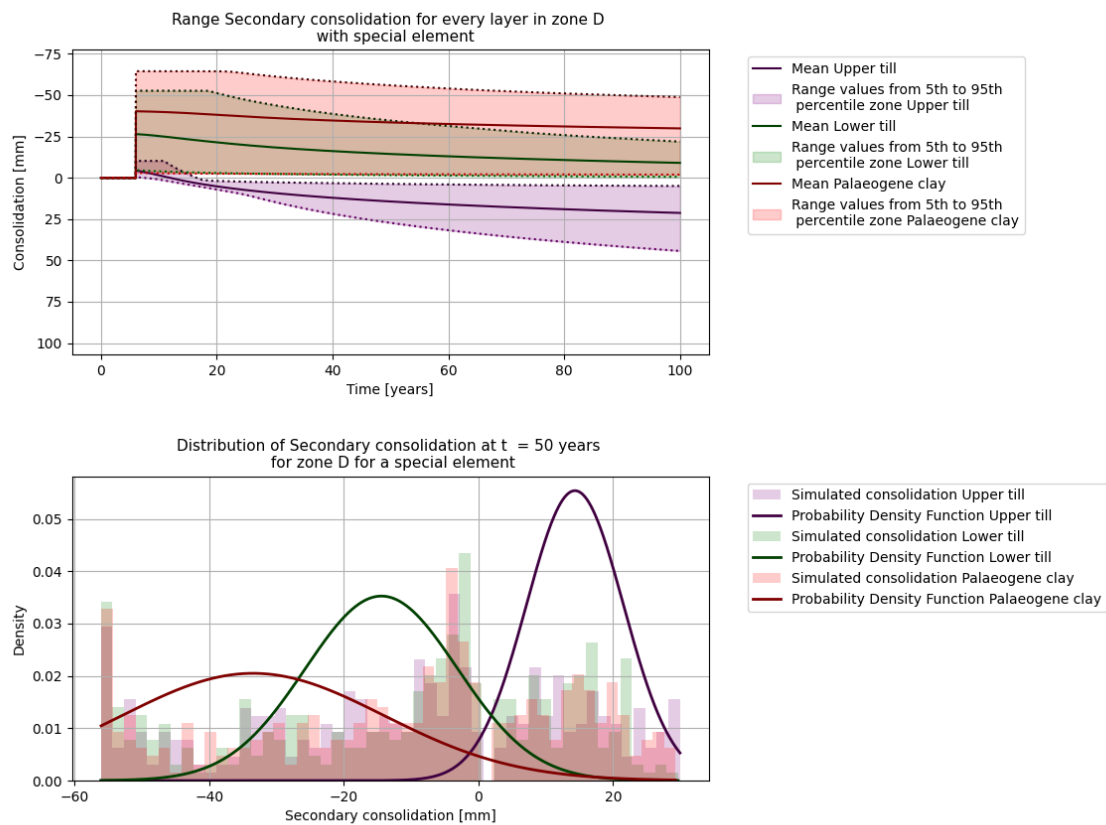 Range Secondary consolidation for every layer in zone D
with special element
−75
−50
−25
0
25
50
75
100
Consolidation [mm]
0
20
40
60
80
100
Time [years]
Mean Upper till
Range values from 5th to 95th
percentile zone Upper till
Mean Lower till
Range values from 5th to 95th
percentile zone Lower till
Mean Palaeogene clay
Range values from 5th to 95th
percentile zone Palaeogene clay
Distribution of Secondary consolidation at t = 50 years
for zone D for a special element
0.05
0.04
0.03
0.02
0.01
0.00
Density
−60
−40
−20
0
20
Secondary consolidation [mm]
Simulated consolidation Upper till
Probability Density Function Upper till
Simulated consolidation Lower till
Probability Density Function Lower till
Simulated consolidation Palaeogene clay
Probability Density Function Palaeogene clay